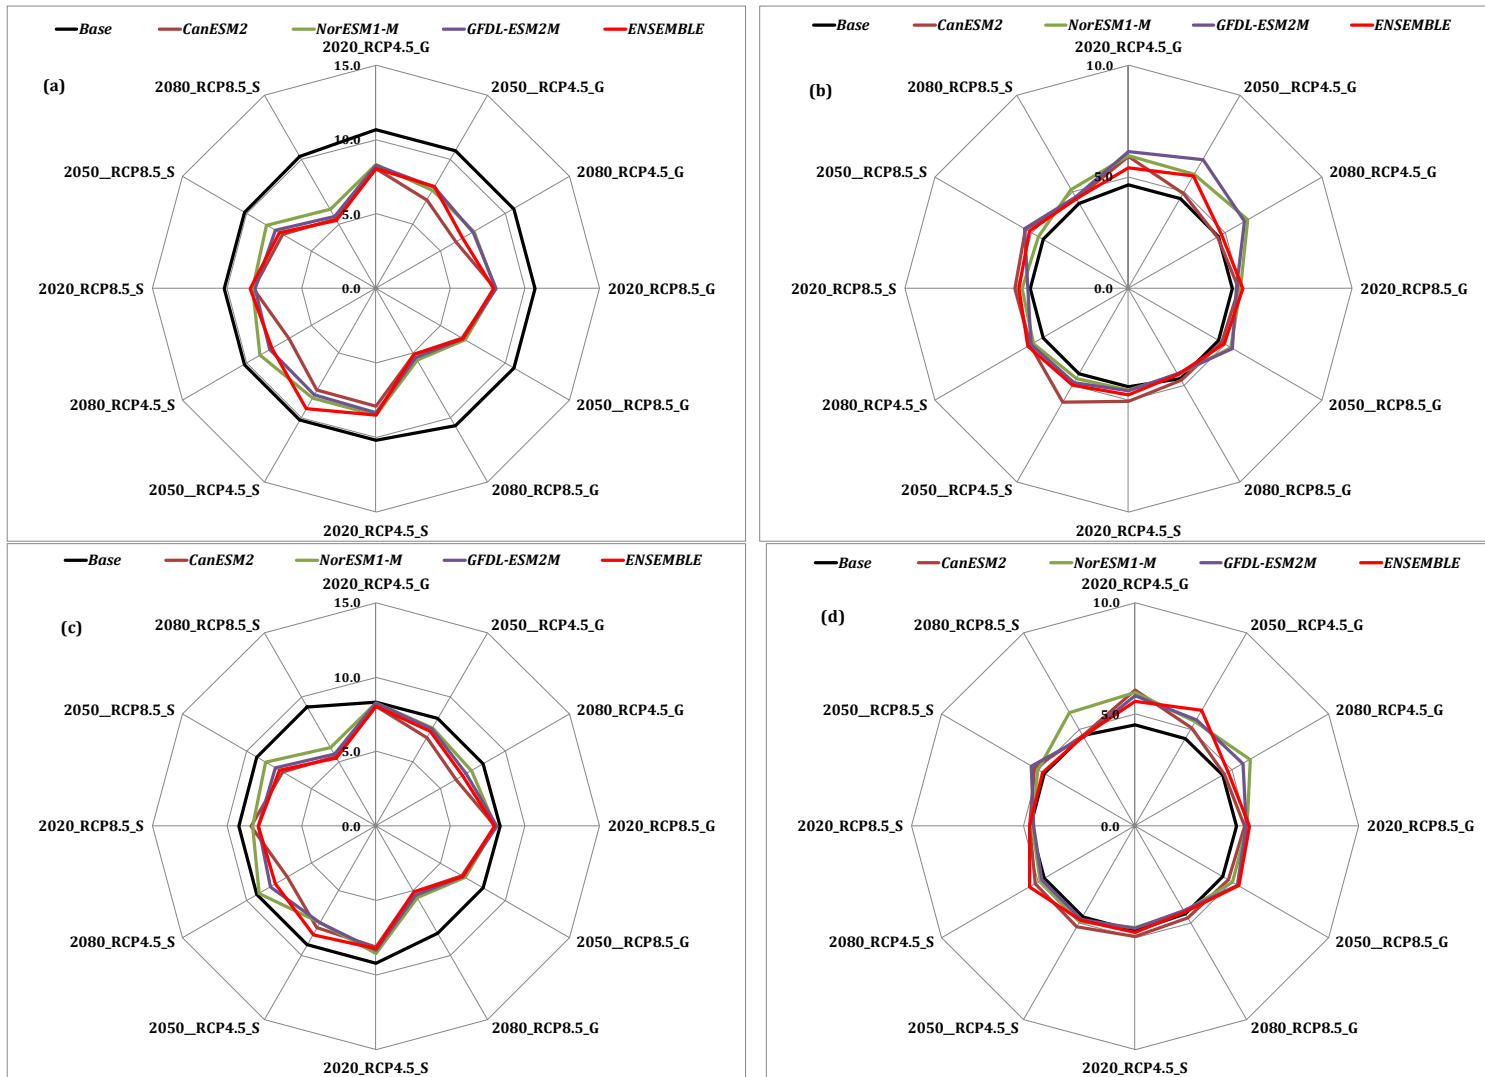 Base CanESM2 NorESM1-M GFDL-ESM2M ENSEMBLE
2020_RCP4.5_G
15.0
(a)
2080_RCP8.5_S
2050__RCP4.5_G
10.0
2050__RCP8.5_S
2080_RCP4.5_G
5.0
2020_RCP8.5_S
0.0
2020_RCP8.5_G
2080_RCP4.5_S
2050__RCP8.5_G
2050__RCP4.5_S
2080_RCP8.5_G
2020_RCP4.5_S
Base CanESM2 NorESM1-M GFDL-ESM2M ENSEMBLE
2020_RCP4.5_G
10.0
(b)
2080_RCP8.5_S
2050__RCP4.5_G
2050__RCP8.5_S
2080_RCP4.5_G
5.0
2020_RCP8.5_S
0.0
2020_RCP8.5_G
2080_RCP4.5_S
2050__RCP8.5_G
2050__RCP4.5_S
2080_RCP8.5_G
2020_RCP4.5_S
Base CanESM2 NorESM1-M GFDL-ESM2M ENSEMBLE
2020_RCP4.5_G
15.0
(c)
2080_RCP8.5_S
2050__RCP4.5_G
10.0
2050__RCP8.5_S
2080_RCP4.5_G
5.0
2020_RCP8.5_S
0.0
2020_RCP8.5_G
2080_RCP4.5_S
2050__RCP8.5_G
2050__RCP4.5_S
2080_RCP8.5_G
2020_RCP4.5_S
Base CanESM2 NorESM1-M GFDL-ESM2M ENSEMBLE
2020_RCP4.5_G
10.0
(d)
2080_RCP8.5_S
2050__RCP4.5_G
2050__RCP8.5_S
2080_RCP4.5_G
5.0
2020_RCP8.5_S
0.0
2020_RCP8.5_G
2080_RCP4.5_S
2050__RCP8.5_G
2050__RCP4.5_S
2080_RCP8.5_G
2020_RCP4.5_S